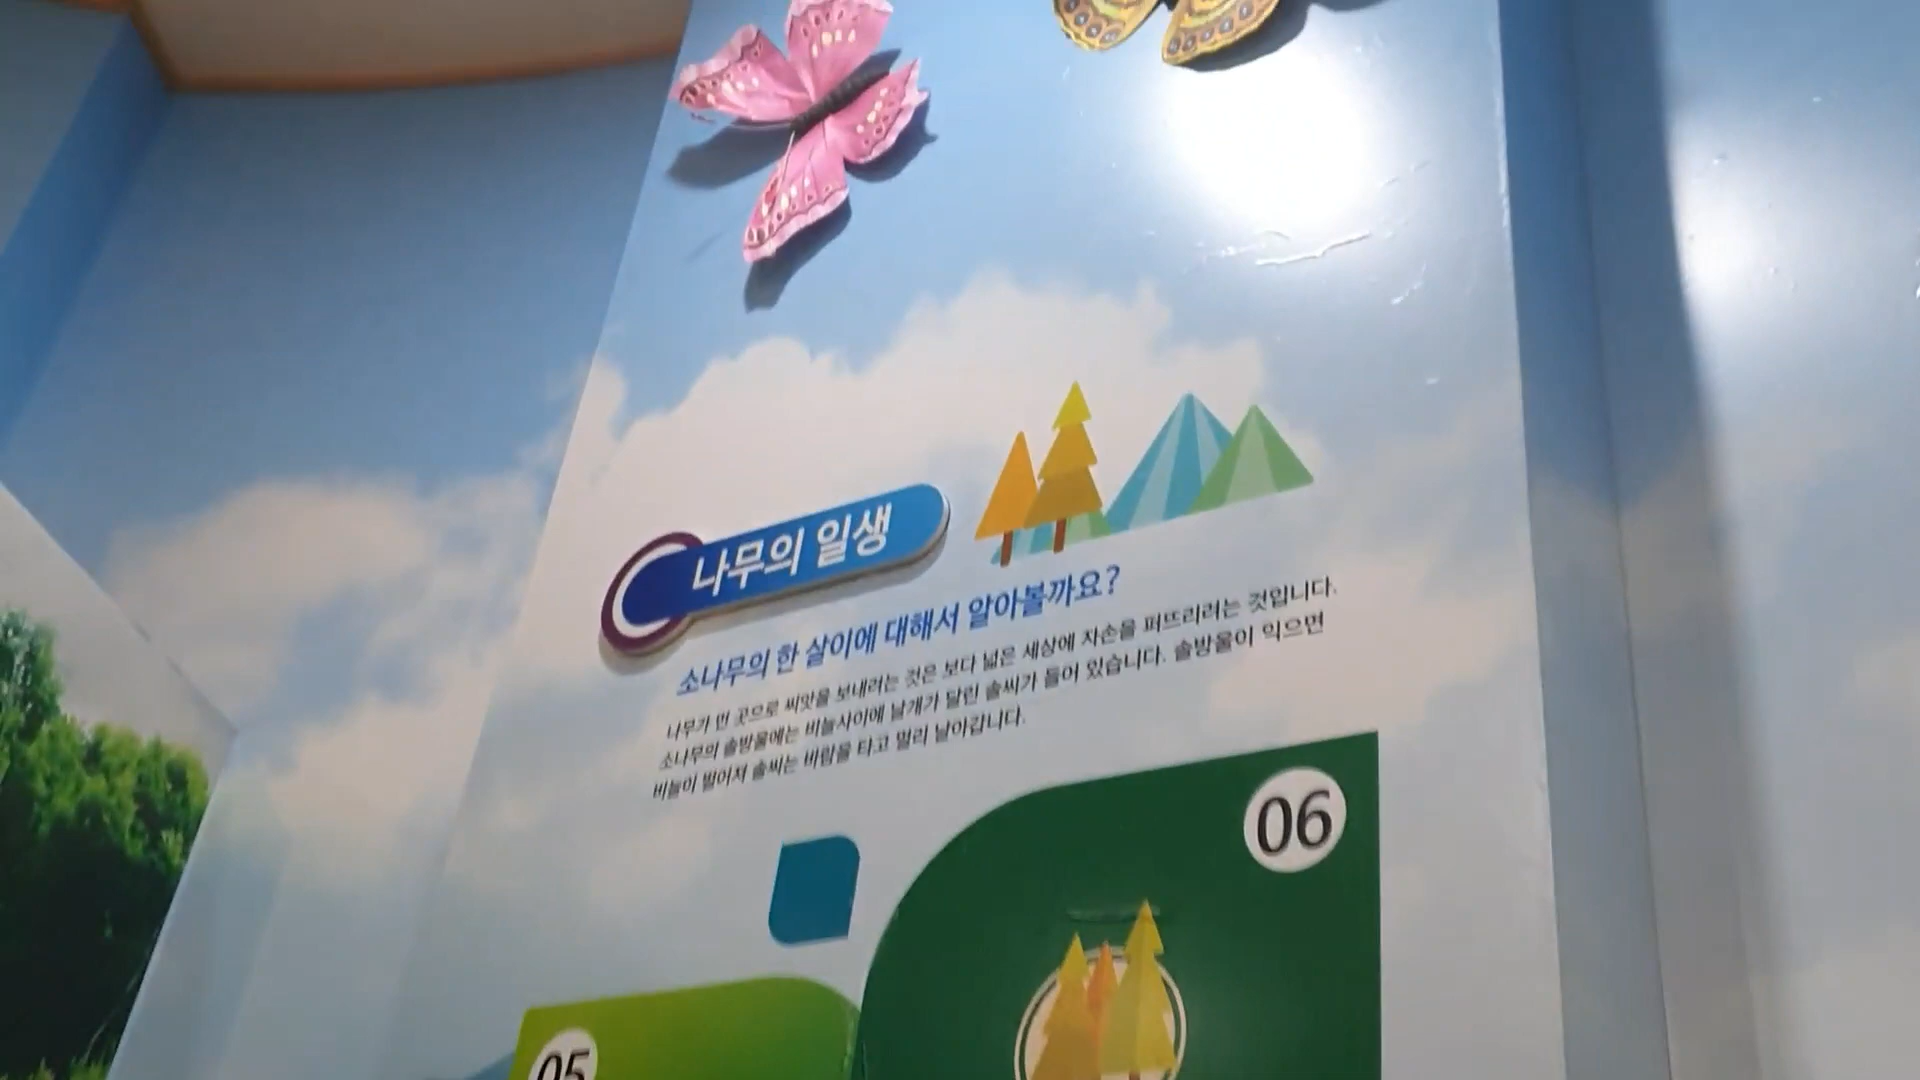 나무의 일생
소나무의 한 살이에 대해서 알아볼까요?
나무가 먼 곳으로 씨앗을 보내려는 것은 보다 넓은 세상에 자손을 퍼뜨리려는 것입니다.
소나무의 솔방울에는 비늘사이에 날개가 달린 솔씨가 들어 있습니다. 솔방울이 익으면
비늘이 벌어져 솔씨는 바람을 타고 멀리 날아갑니다.
06
05